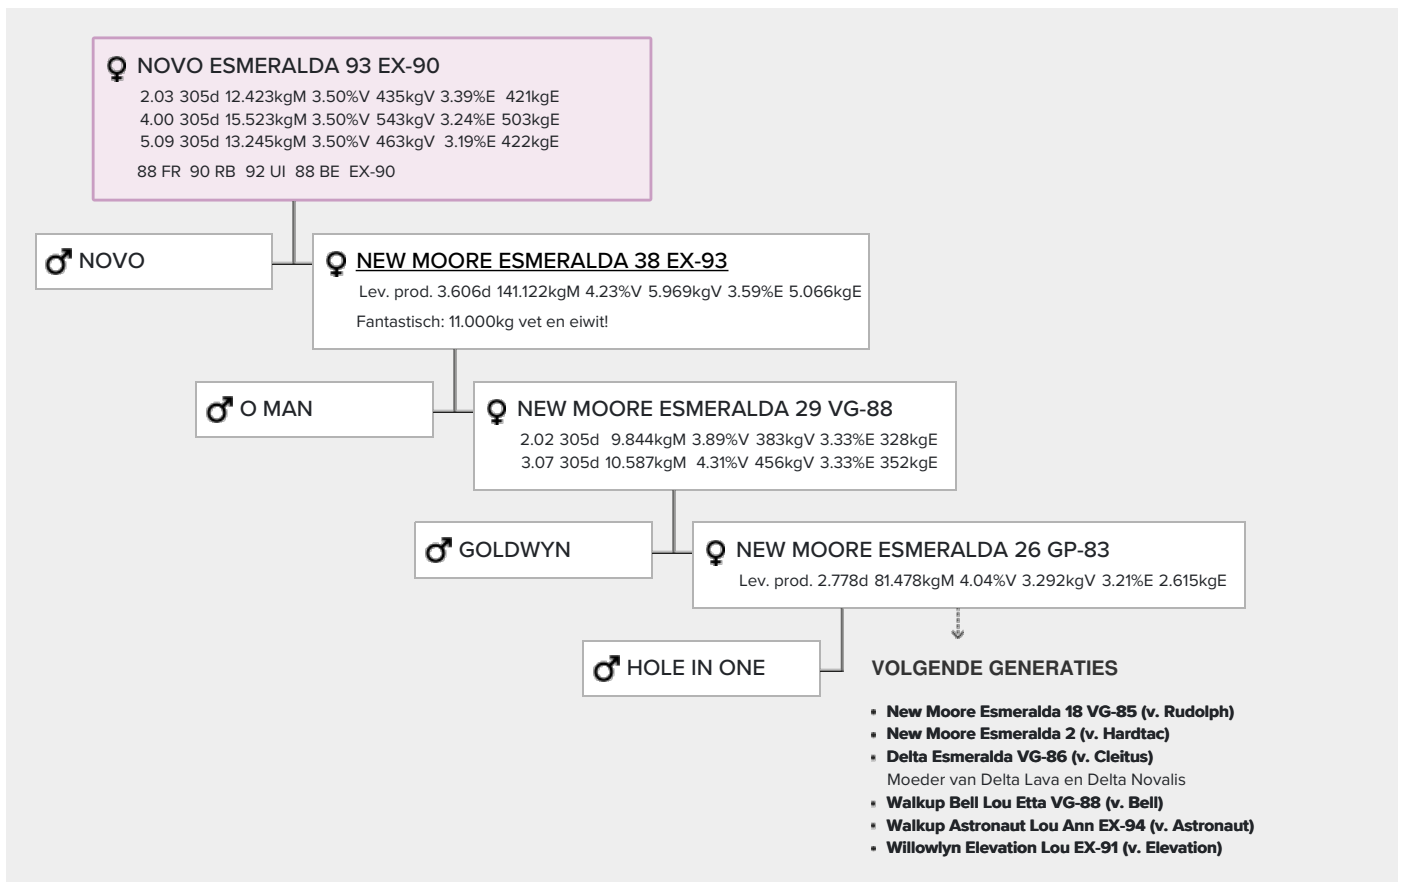 NOVO ESMERALDA 93 EX-90
2.03 305d 12.423kgM 3.50%V 435kgV 3.39%E 421kgE
4.00 305d 15.523kgM 3.50%V 543kgV 3.24%E 503kgE
5.09 305d 13.245kgM 3.50%V 463kgV 3.19%E 422kgE
88 FR 90 RB 92 UI 88 BE EX-90
NOVO
NEW MOORE ESMERALDA 38 EX-93
Lev. prod. 3.606d 141.122kgM 4.23%V 5.969kgV 3.59%E 5.066kgE
Fantastisch: 11.000kg vet en eiwit!
O MAN
NEW MOORE ESMERALDA 29 VG-88
2.02 305d 9.844kgM 3.89%V 383kgV 3.33%E 328kgE
3.07 305d 10.587kgM 4.31%V 456kgV 3.33%E 352kgE
GOLDWYN
NEW MOORE ESMERALDA 26 GP-83
Lev. prod. 2.778d 81.478kgM 4.04%V 3.292kgV 3.21%E 2.615kgE
HOLE IN ONE
VOLGENDE GENERATIES
▪ New Moore Esmeralda 18 VG-85 (v. Rudolph)
▪ New Moore Esmeralda 2 (v. Hardtac)
▪ Delta Esmeralda VG-86 (v. Cleitus)
Moeder van Delta Lava en Delta Novalis
▪ Walkup Bell Lou Etta VG-88 (v. Bell)
▪ Walkup Astronaut Lou Ann EX-94 (v. Astronaut)
▪ Willowlyn Elevation Lou EX-91 (v. Elevation)